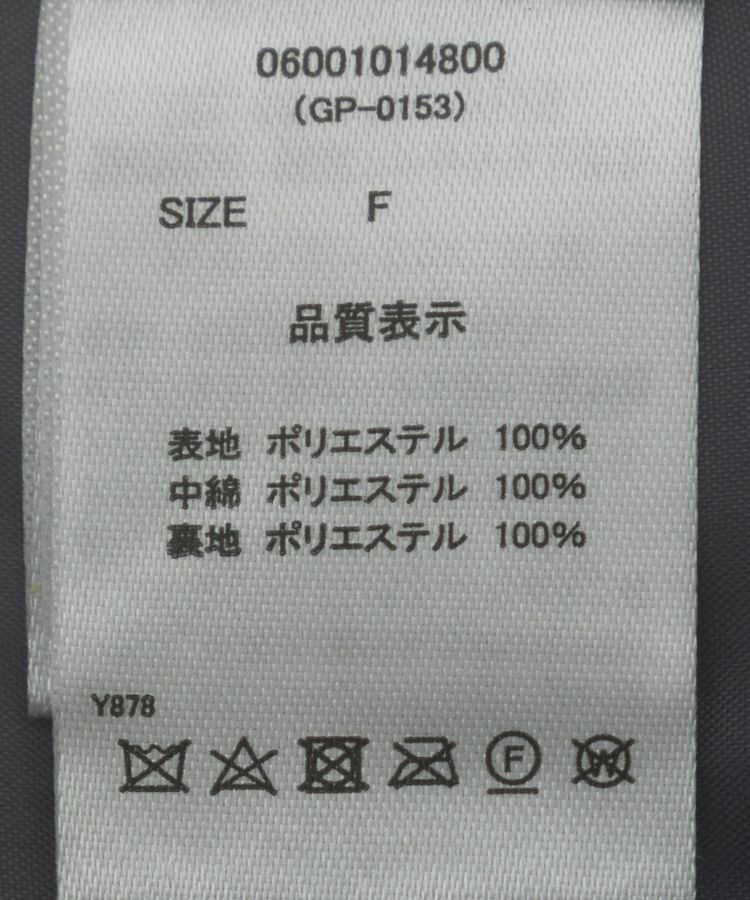 06001014800
(GP-0153)
SIZE F
品質表示
表地 ポリエステル 100%
中綿 ポリエステル 100%
裏地 ポリエステル 100%
Y878
F W